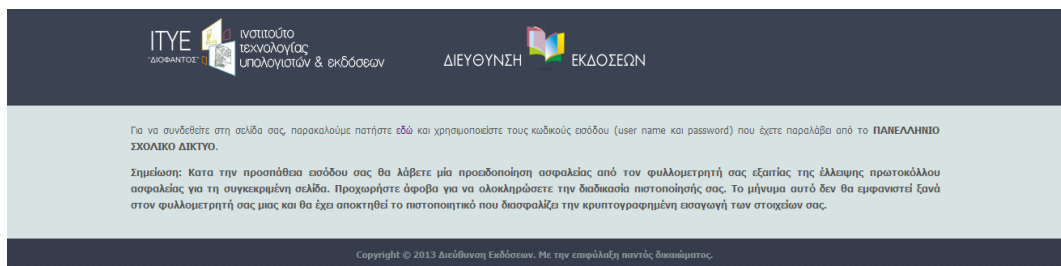 ΙΤΥΕ
"ΔΙΟΦΑΝΤΟΣ"
ινστιτούτο
τεχνολογίας
υπολογιστών & εκδόσεων
ΔΙΕΥΘΥΝΣΗ ΕΚΔΟΣΕΩΝ
Για να συνδεθείτε στη σελίδα σας, παρακαλούμε πατήστε εδώ και χρησιμοποιείστε τους κωδικούς εισόδου (user name και password) που έχετε παραλάβει από το ΠΑΝΕΛΛΗΝΙΟ
ΣΧΟΛΙΚΟ ΔΙΚΤΥΟ.
Σημείωση: Κατα την προσπάθεια εισόδου σας θα λάβετε μία προειδοποίηση ασφαλείας από τον φυλλομετρητή σας εξαιτίας της έλλειψης πρωτοκόλλου
ασφαλείας για τη συγκεκριμένη σελίδα. Προχωρήστε άφοβα για να ολοκληρώσετε την διαδικασία πιστοποίησής σας. Το μήνυμα αυτό δεν θα εμφανιστεί ξανά
στον φυλλομετρητή σας μιας και θα έχει αποκτηθεί το πιστοποιητικό που διασφαλίζει την κρυπτογραφημένη εισαγωγή των στοιχείων σας.
Copyright © 2013 Διεύθυνση Εκδόσεων. Με την επιφύλαξη παντός δικαιώματος.